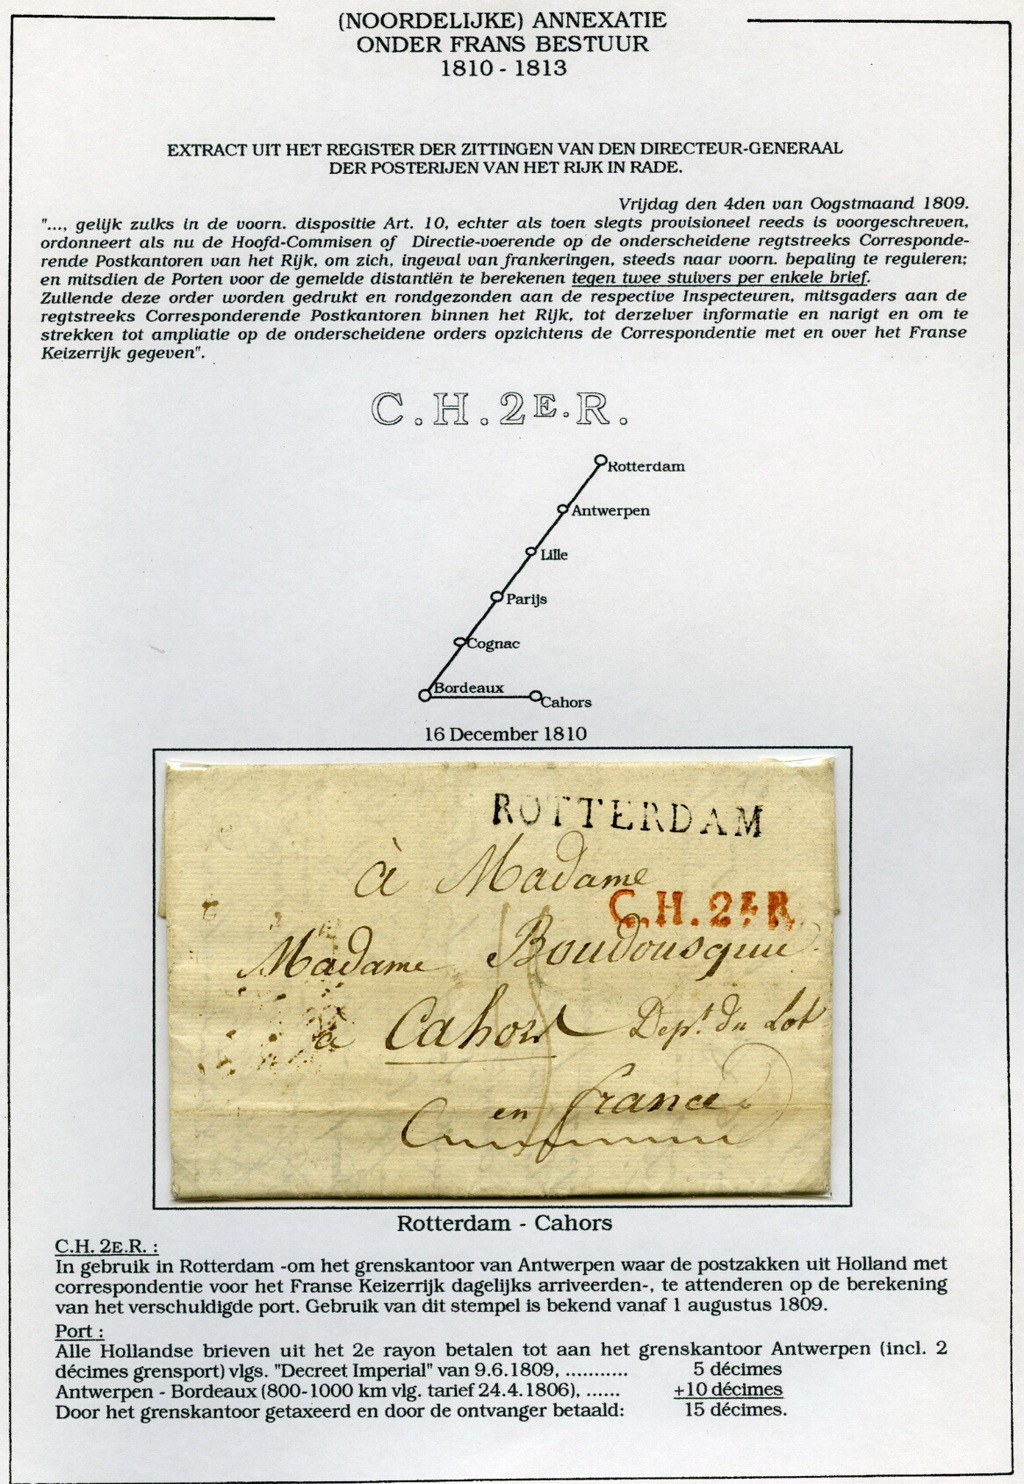 (NOORDELIJKE) ANNEXATIE
ONDER FRANS BESTUUR
1810 - 1813
EXTRACT UIT HET REGISTER DER ZITTINGEN VAN DEN DIRECTEUR-GENERAAL
DER POSTERIJEN VAN HET RIJK IN RADE.
Vrijdag den 4den van Oogstmaand 1809.
"..., gelijk zulks in de voorn. dispositie Art. 10, echter als toen slegts provisioneel reeds is voorgeschreven,
ordonneert als nu de Hoofd-Commisen of Directie-voerende op de onderscheidene regtstreeks Corresponde-
rende Postkantoren van het Rijk, om zich, ingeval van frankeringen, steeds naar voorn. bepaling te reguleren;
en mitsdien de Porten voor de gemelde distantiën te berekenen tegen twee stuivers per enkele brief.
Zullende deze order worden gedrukt en rondgezonden aan de respective Inspecteuren, mitsgaders aan de
regtstreeks Corresponderende Postkantoren binnen het Rijk, tot derzelver informatie en narigt en om te
strekken tot ampliatie op de onderscheidene orders opzichtens de Correspondentie met en over het Franse
Keizerrijk gegeven".
C.H.2E.R.
Rotterdam
Antwerpen
Lille
Parijs
Cognac
Bordeaux
Cahors
16 December 1810
ROTTERDAM
à Madame
C.H.2E.R.
Madame Boudousquie
à Cahors Dept. du Lot
en france
Rotterdam - Cahors
C.H. 2E.R. :
In gebruik in Rotterdam -om het grenskantoor van Antwerpen waar de postzakken uit Holland met
correspondentie voor het Franse Keizerrijk dagelijks arriveerden-, te attenderen op de berekening
van het verschuldigde port. Gebruik van dit stempel is bekend vanaf 1 augustus 1809.
Port :
Alle Hollandse brieven uit het 2e rayon betalen tot aan het grenskantoor Antwerpen (incl. 2
décimes grensport) vlgs. "Decreet Imperial" van 9.6.1809, ........... 5 décimes
Antwerpen - Bordeaux (800-1000 km vlg. tarief 24.4.1806), ...... +10 décimes
Door het grenskantoor getaxeerd en door de ontvanger betaald: 15 décimes.